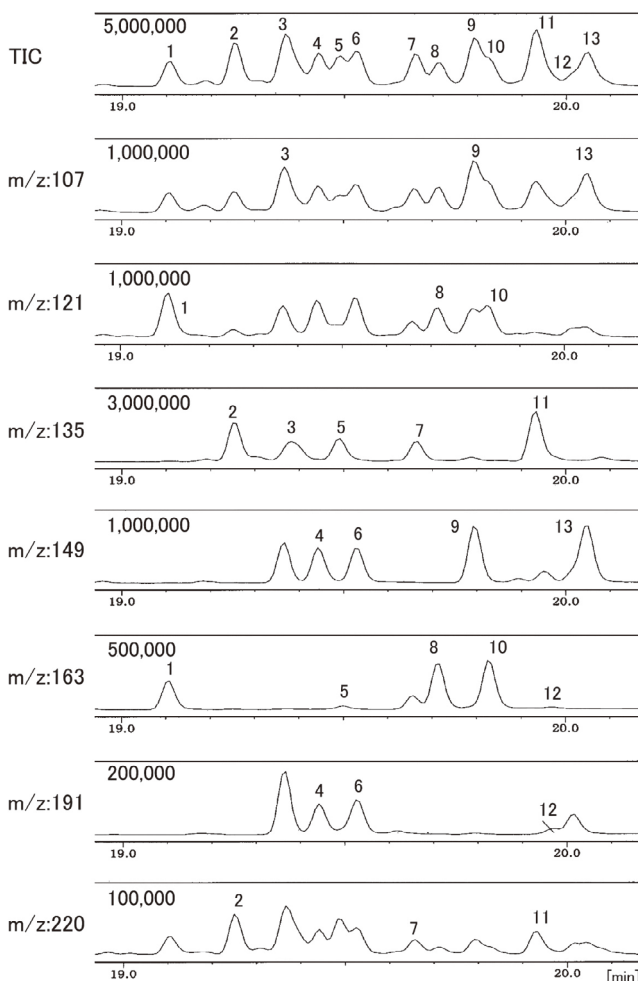 TIC
5,000,000
1 2 3 4 5 6 7 8 9 10 11 12 13
19.0 20.0
m/z:107
1,000,000
3 9 13
19.0 20.0
m/z:121
1,000,000
1 8 10
19.0 20.0
m/z:135
3,000,000
2 3 5 7 11
19.0 20.0
m/z:149
1,000,000
4 6 9 13
19.0 20.0
m/z:163
500,000
1 5 8 10 12
19.0 20.0
m/z:191
200,000
4 6 12
19.0 20.0
m/z:220
100,000
2 7 11
19.0 20.0 [min]